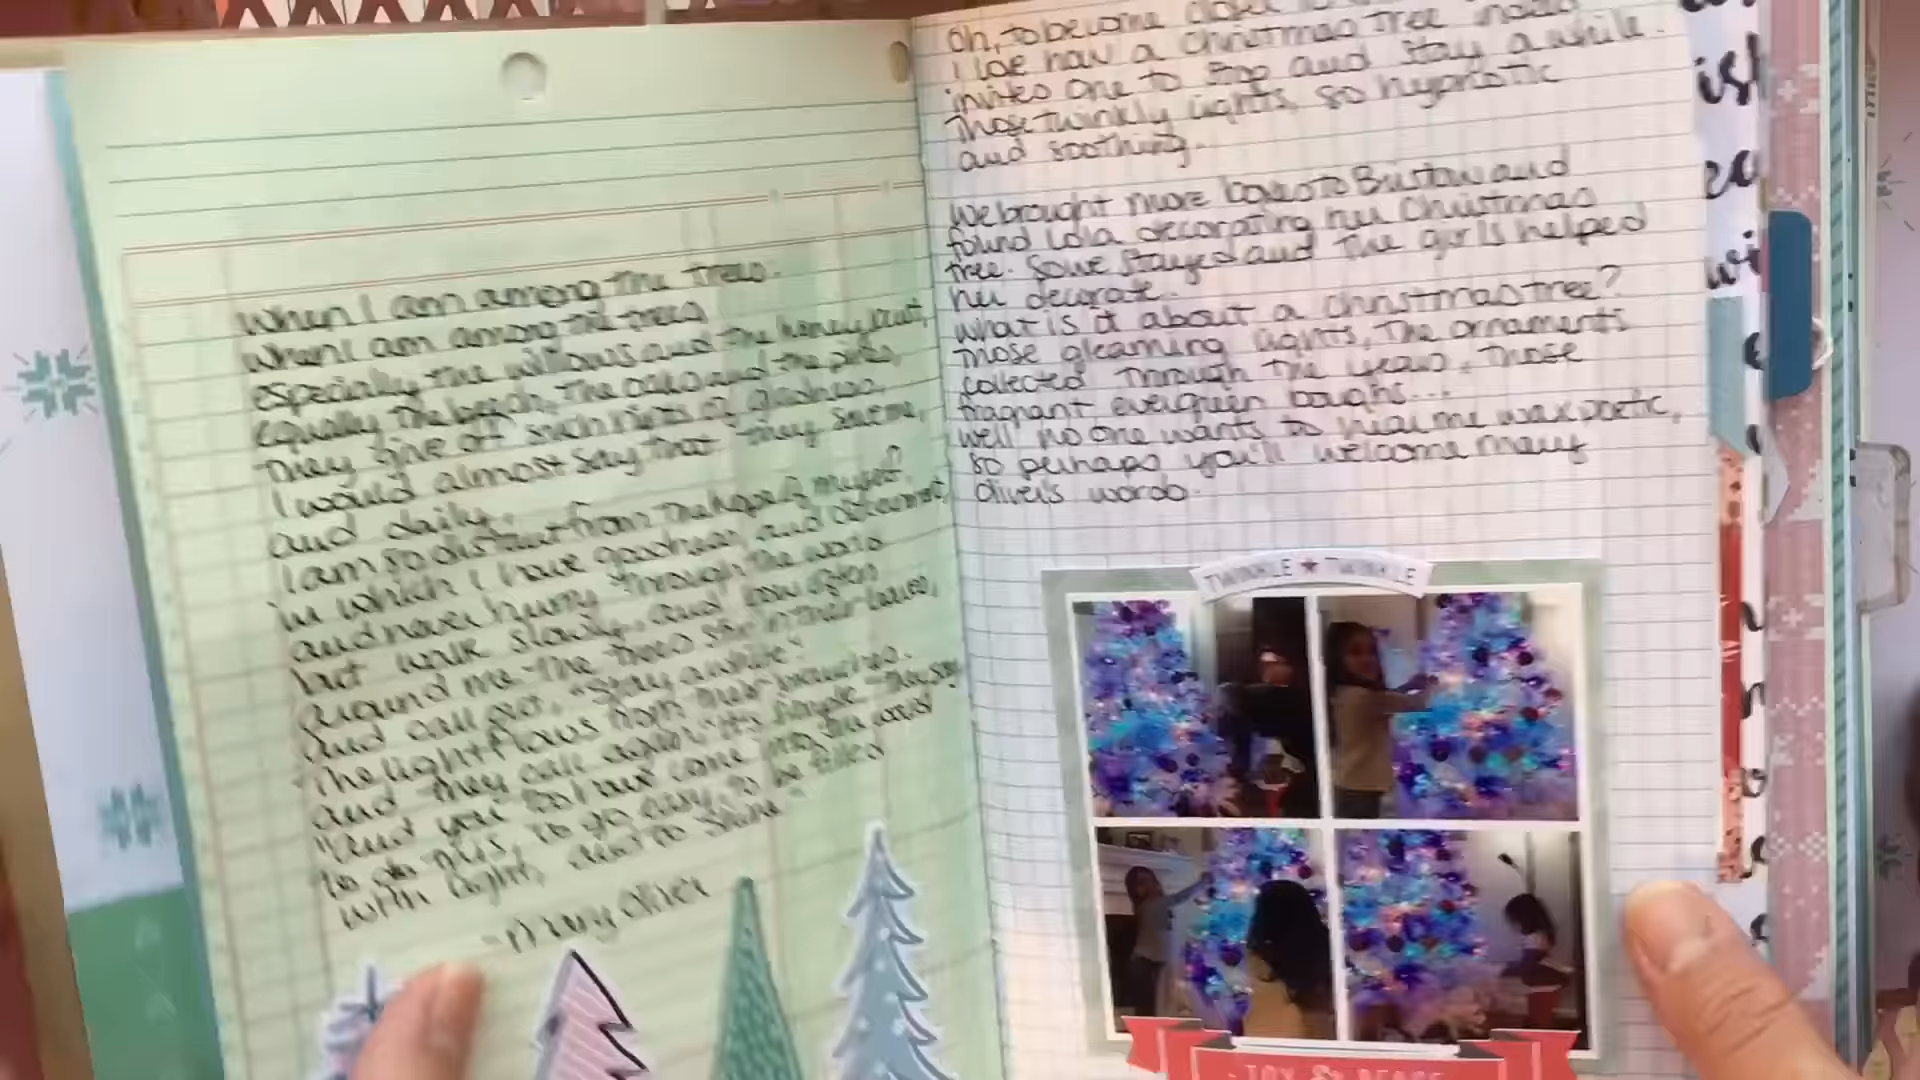 When I am among the trees.
When I am among the trees
especially the willows and the honey locust,
equally the beech, the oaks and the pines,
They give off such hints of gladness
I would almost say that they save me,
and daily.
I am so distant from the hope of myself
in which I have goodness, and discernment,
and never hurry through the world
but walk slowly, and bow often
Around me the trees stir in their leaves,
and call out, "Stay awhile"
The light flows from their branches.
and they call again "its simple" they say
"and you too have come into the world
to do this, to go easy, to be filled
with light, and to shine"
-Mary Oliver
Oh, to become closer
I love how a Christmas Tree
invites one to stop and stay awhile.
Those twinkly lights, so hypnotic
and soothing.
We brought more boxes to Bristow and
found Lola decorating her Christmas
tree. So we stayed and the girls helped
her decorate.
What is it about a Christmas tree?
Those gleaming lights, The ornaments
collected Through the years, Those
fragrant evergreen boughs...
well no one wants to hear me wax poetic,
so perhaps you'll welcome Mary
Oliver's words.
TWINKLE TWINKLE
JOY & PEACE